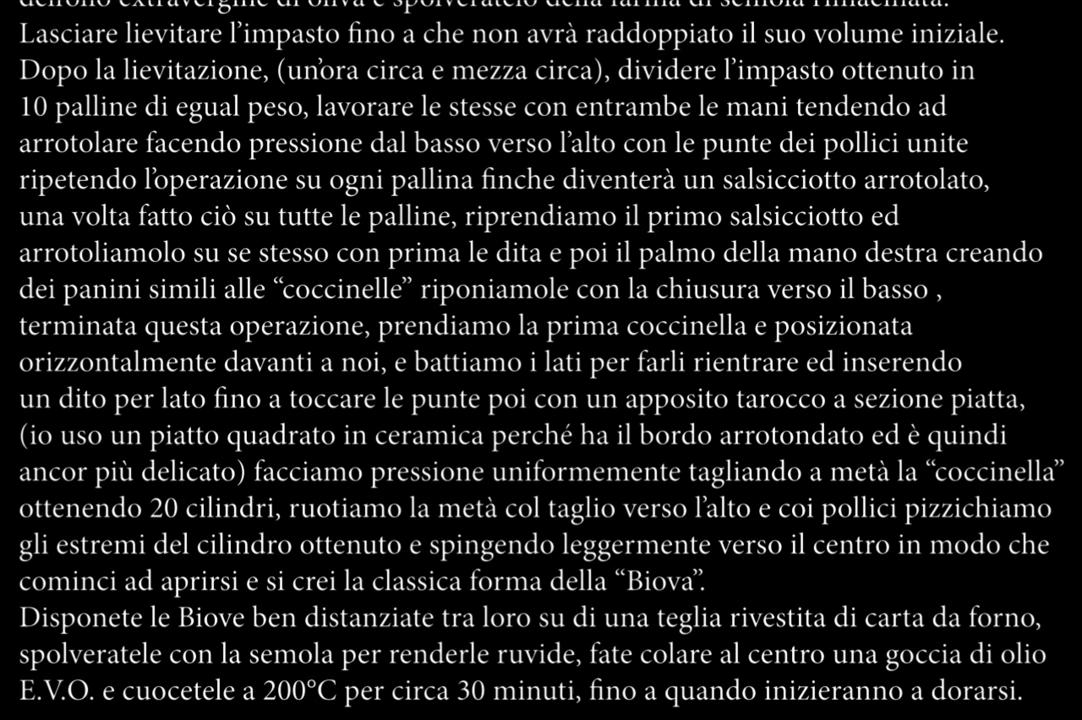 dell'olio extravergine di oliva e spolveratelo della farina di semola rimacinata.
Lasciare lievitare l'impasto fino a che non avrà raddoppiato il suo volume iniziale.
Dopo la lievitazione, (un'ora circa e mezza circa), dividere l'impasto ottenuto in
10 palline di egual peso, lavorare le stesse con entrambe le mani tendendo ad
arrotolare facendo pressione dal basso verso l'alto con le punte dei pollici unite
ripetendo l'operazione su ogni pallina finche diventerà un salsicciotto arrotolato,
una volta fatto ciò su tutte le palline, riprendiamo il primo salsicciotto ed
arrotoliamolo su se stesso con prima le dita e poi il palmo della mano destra creando
dei panini simili alle “coccinelle” riponiamole con la chiusura verso il basso ,
terminata questa operazione, prendiamo la prima coccinella e posizionata
orizzontalmente davanti a noi, e battiamo i lati per farli rientrare ed inserendo
un dito per lato fino a toccare le punte poi con un apposito tarocco a sezione piatta,
(io uso un piatto quadrato in ceramica perché ha il bordo arrotondato ed è quindi
ancor più delicato) facciamo pressione uniformemente tagliando a metà la “coccinella”
ottenendo 20 cilindri, ruotiamo la metà col taglio verso l'alto e coi pollici pizzichiamo
gli estremi del cilindro ottenuto e spingendo leggermente verso il centro in modo che
cominci ad aprirsi e si crei la classica forma della “Biova”.
Disponete le Biove ben distanziate tra loro su di una teglia rivestita di carta da forno,
spolveratele con la semola per renderle ruvide, fate colare al centro una goccia di olio
E.V.O. e cuocetele a 200°C per circa 30 minuti, fino a quando inizieranno a dorarsi.